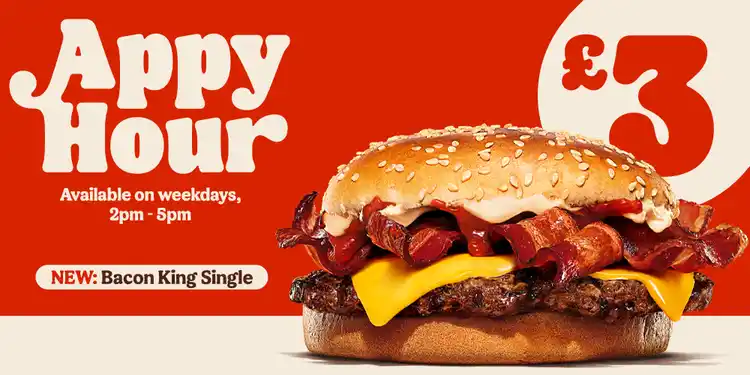 Appy
Hour
Available on weekdays,
2pm - 5pm
NEW: Bacon King Single
£3